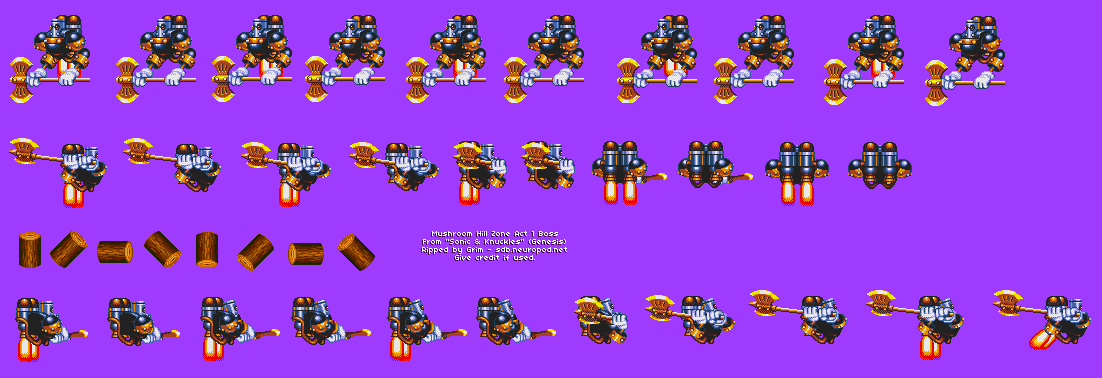 Mushroom Hill Zone Act 1 Boss
From "Sonic & Knuckles" (Genesis)
Ripped by Grim - sdb.neuropod.net
Give credit if used.